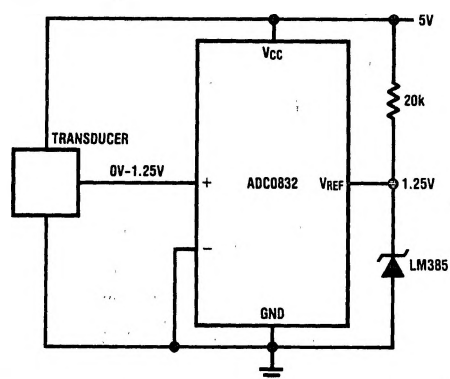 5V
VCC
20k
TRANSDUCER
0V-1.25V
+
ADC0832
VREF
1.25V
−
LM385
GND